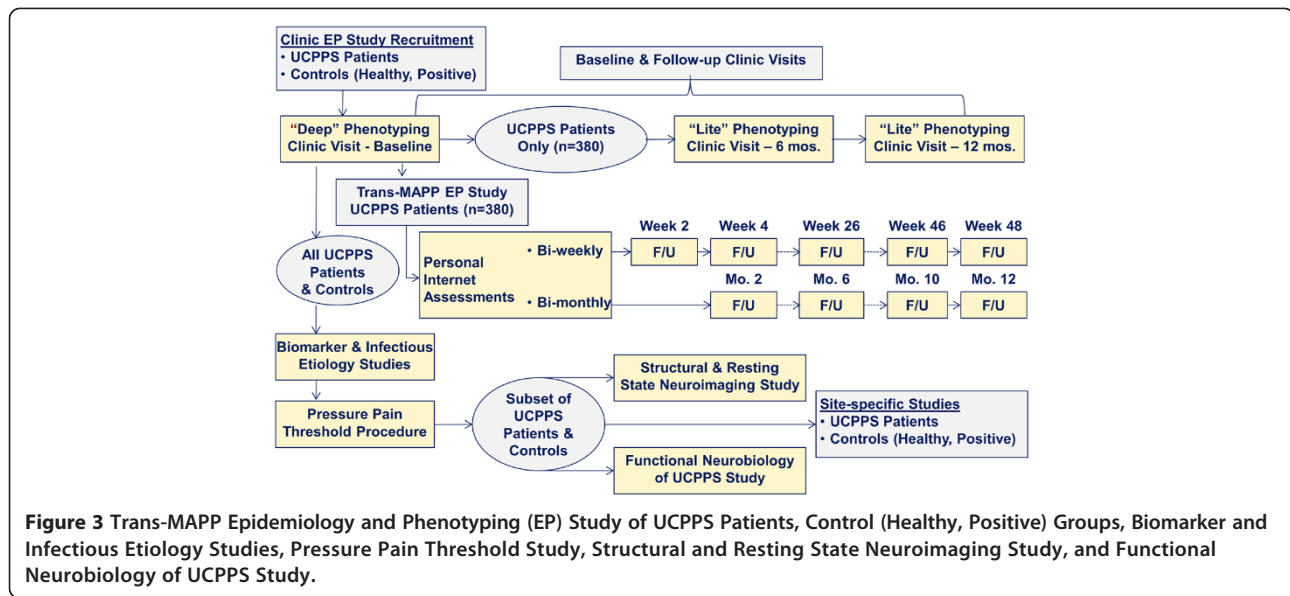 Clinic EP Study Recruitment
• UCPPS Patients
• Controls (Healthy, Positive)
Baseline & Follow-up Clinic Visits
“Deep” Phenotyping
Clinic Visit - Baseline
UCPPS Patients
Only (n=380)
“Lite” Phenotyping
Clinic Visit – 6 mos.
“Lite” Phenotyping
Clinic Visit – 12 mos.
Trans-MAPP EP Study
UCPPS Patients (n=380)
All UCPPS
Patients
& Controls
Personal
Internet
Assessments
• Bi-weekly
• Bi-monthly
Week 2
Week 4
Week 26
Week 46
Week 48
F/U
F/U
F/U
F/U
F/U
Mo. 2
Mo. 6
Mo. 10
Mo. 12
F/U
F/U
F/U
F/U
Biomarker & Infectious
Etiology Studies
Pressure Pain
Threshold Procedure
Subset of
UCPPS
Patients &
Controls
Structural & Resting
State Neuroimaging Study
Site-specific Studies
• UCPPS Patients
• Controls (Healthy, Positive)
Functional Neurobiology
of UCPPS Study
Figure 3 Trans-MAPP Epidemiology and Phenotyping (EP) Study of UCPPS Patients, Control (Healthy, Positive) Groups, Biomarker and
Infectious Etiology Studies, Pressure Pain Threshold Study, Structural and Resting State Neuroimaging Study, and Functional
Neurobiology of UCPPS Study.